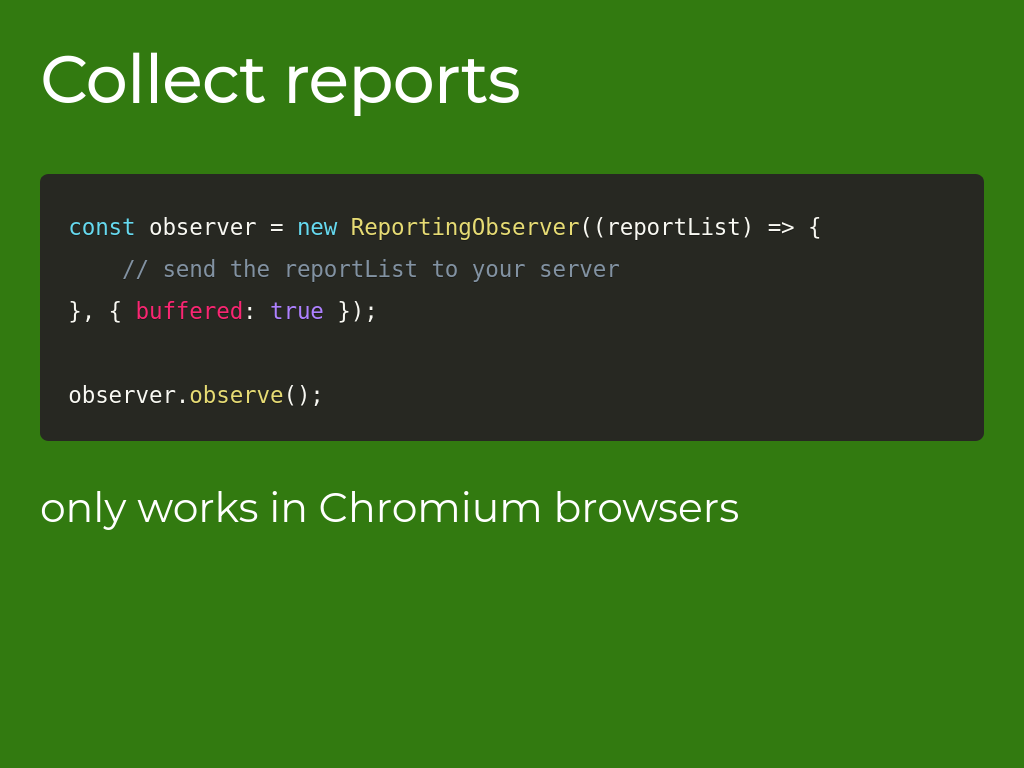 Collect reports
const observer = new ReportingObserver((reportList) => {
    // send the reportList to your server
}, { buffered: true });
observer.observe();
only works in Chromium browsers